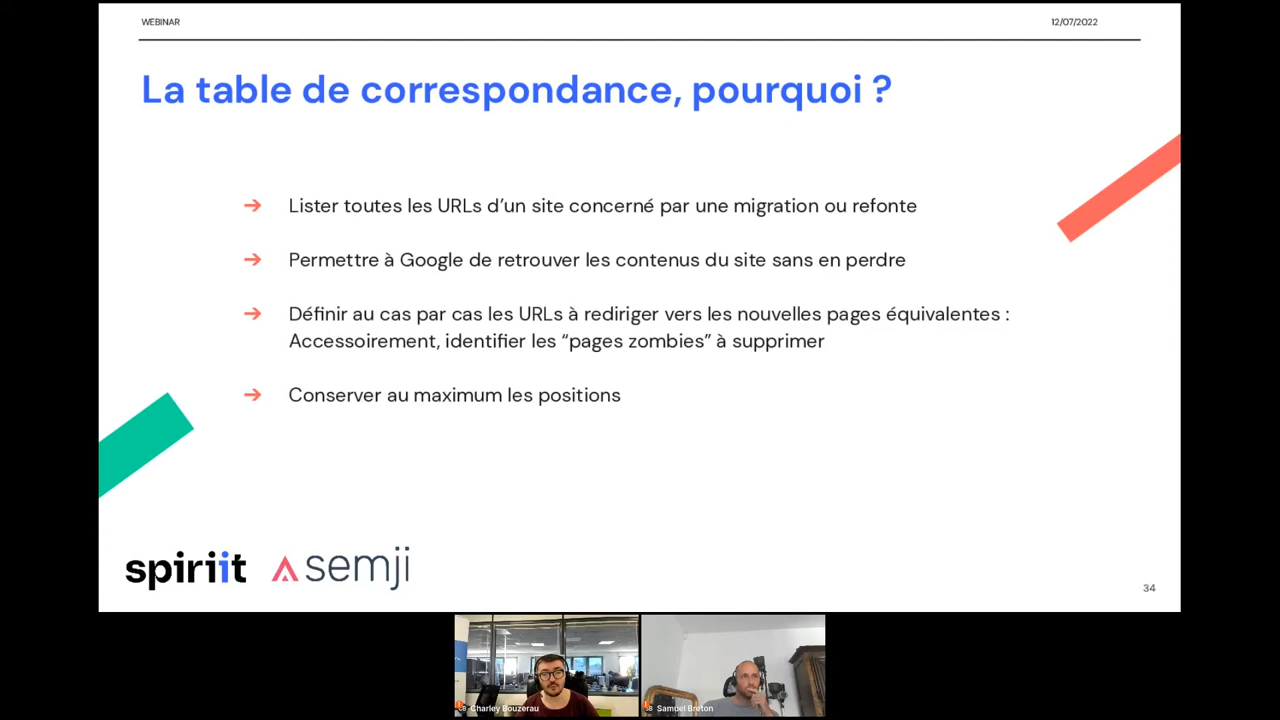 WEBINAR
12/07/2022
La table de correspondance, pourquoi ?
➔ Lister toutes les URLs d’un site concerné par une migration ou refonte
➔ Permettre à Google de retrouver les contenus du site sans en perdre
➔ Définir au cas par cas les URLs à rediriger vers les nouvelles pages équivalentes :
Accessoirement, identifier les “pages zombies” à supprimer
➔ Conserver au maximum les positions
spiriit
semji
34
Charley Bouzerau
Samuel Breton